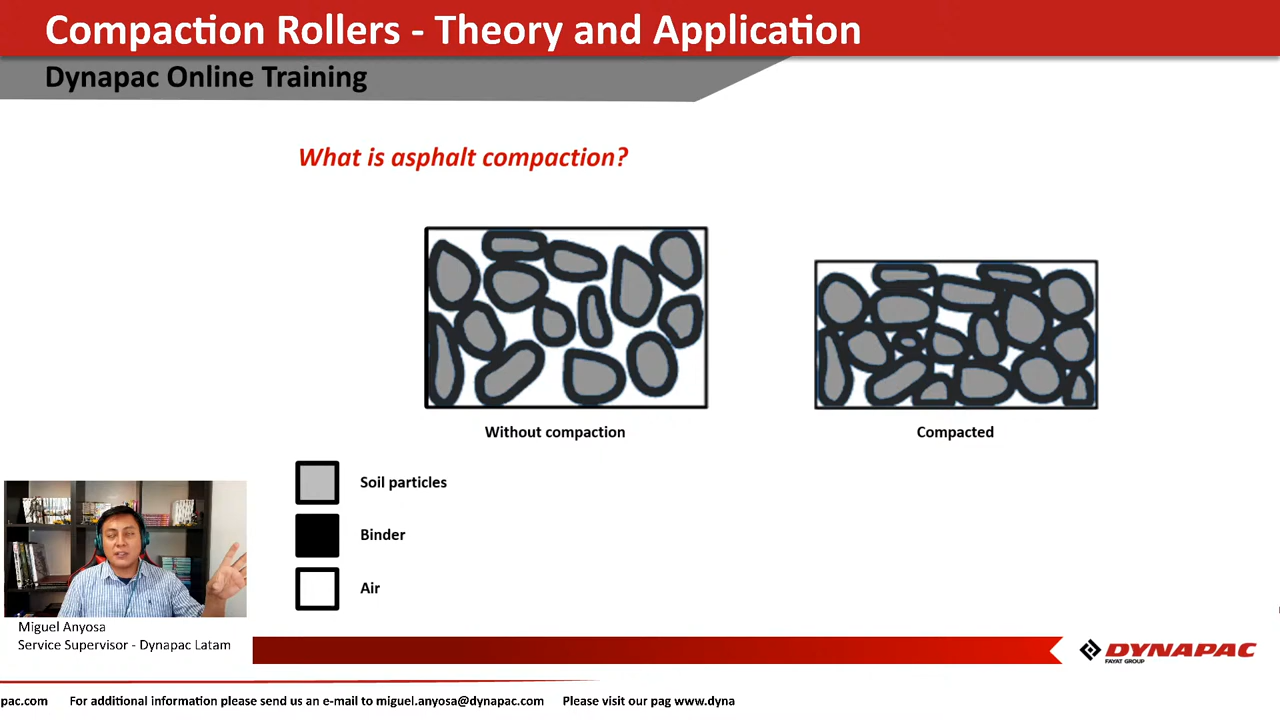 Compaction Rollers - Theory and Application
Dynapac Online Training
What is asphalt compaction?
Without compaction
Compacted
Soil particles
Binder
Air
Miguel Anyosa
Service Supervisor - Dynapac Latam
DYNAPAC
FAYAT GROUP
pac.com For additional information please send us an e-mail to miguel.anyosa@dynapac.com Please visit our pag www.dyna